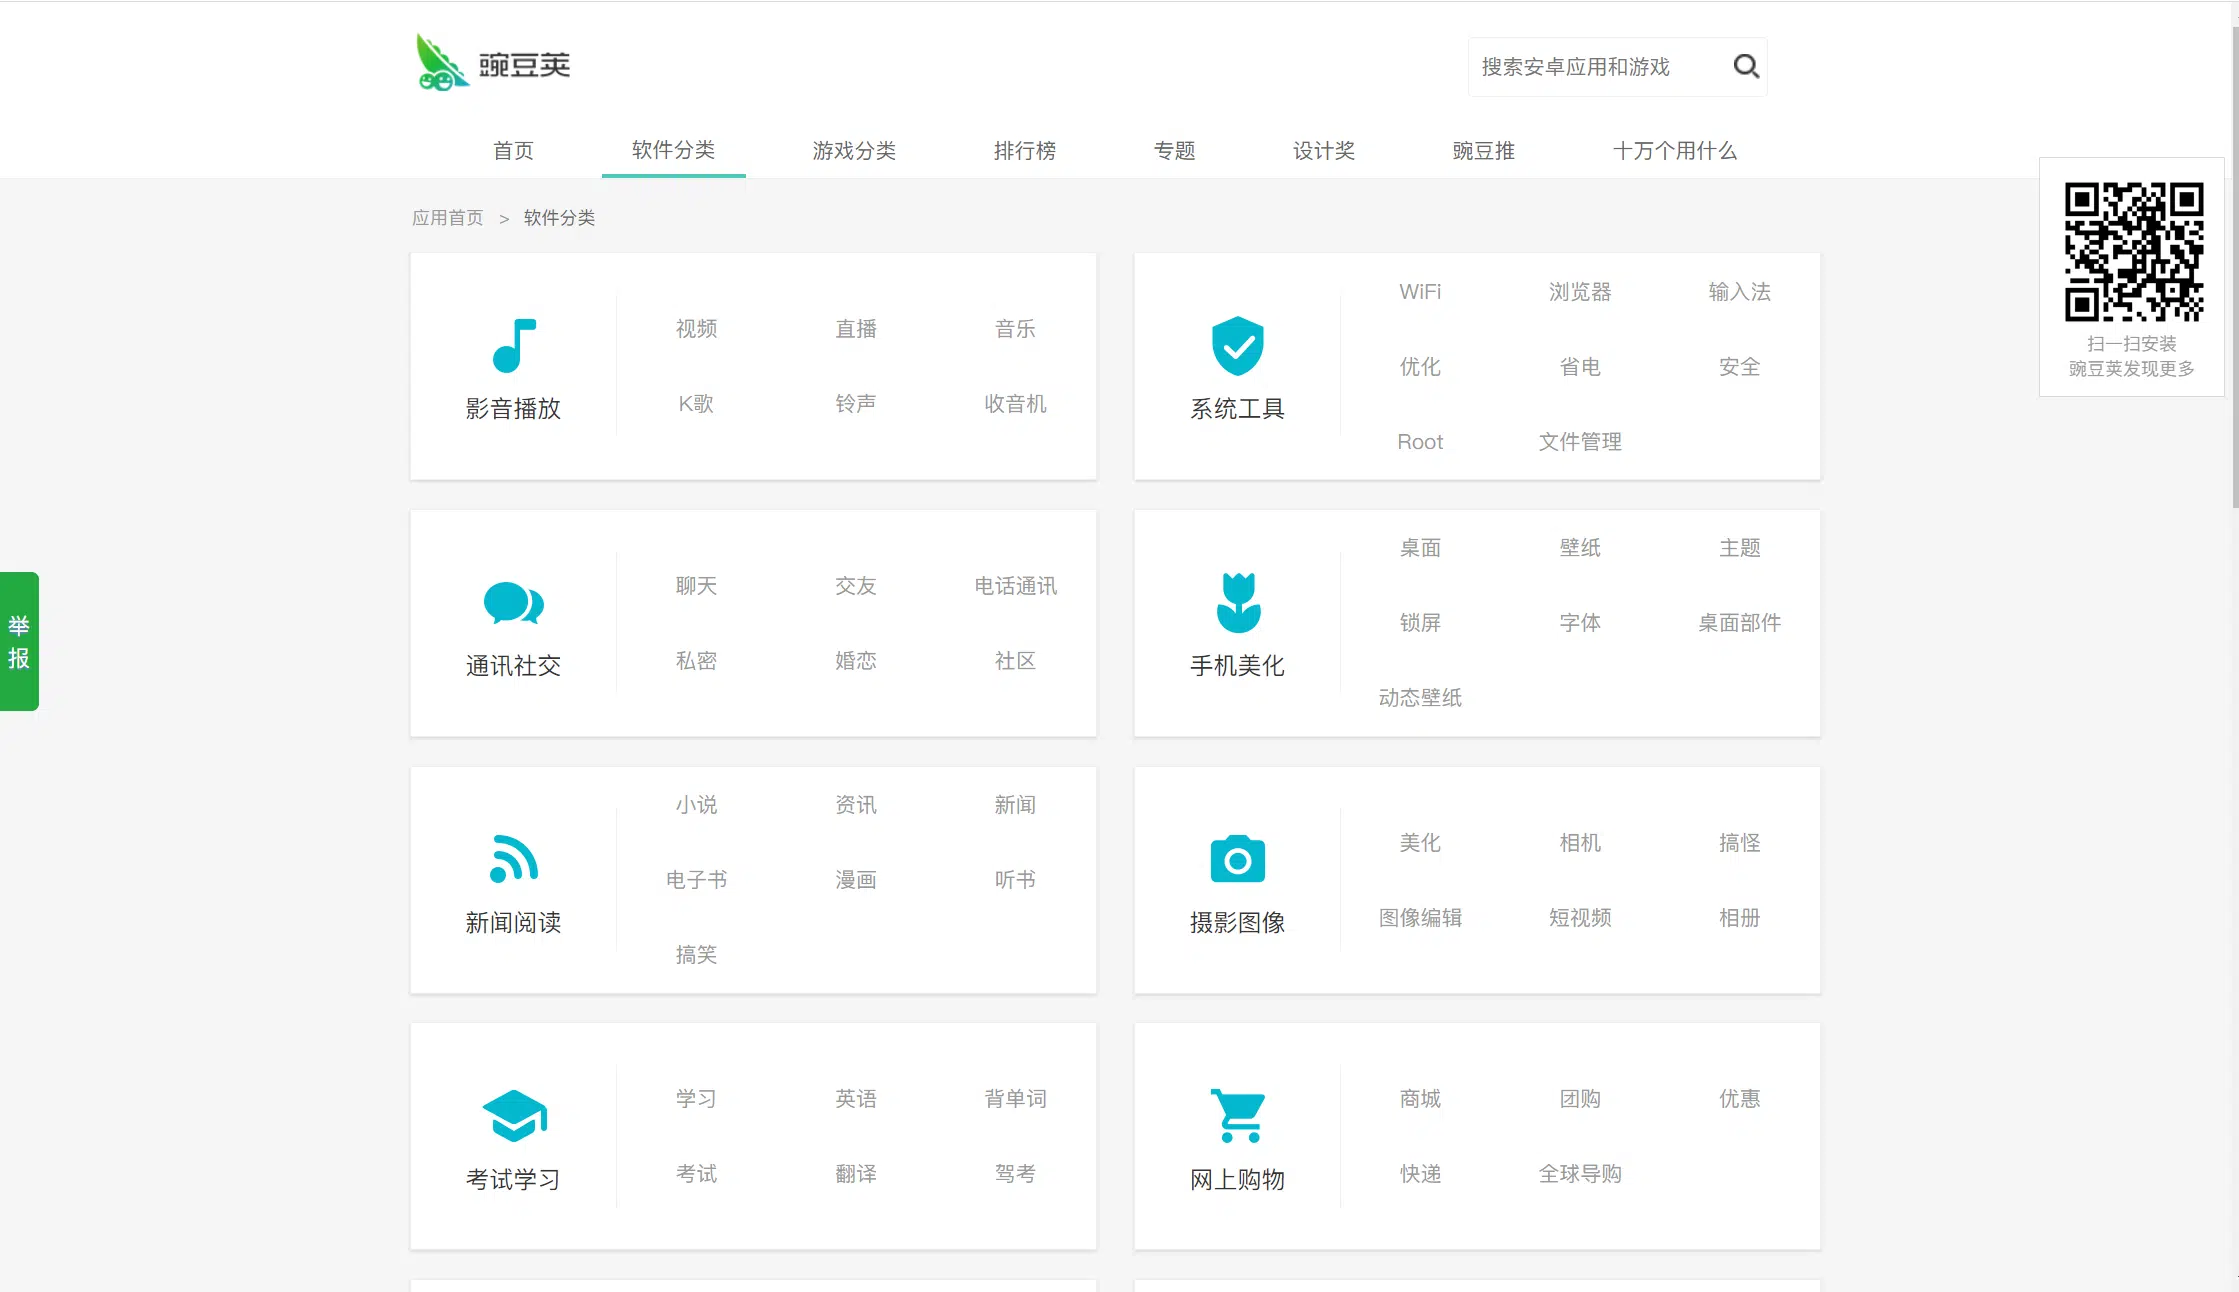 豌豆荚
搜索安卓应用和游戏
首页 软件分类 游戏分类 排行榜 专题 设计奖 豌豆推 十万个用什么
应用首页 > 软件分类
影音播放
视频 直播 音乐
K歌 铃声 收音机
系统工具
WiFi 浏览器 输入法
优化 省电 安全
Root 文件管理
通讯社交
聊天 交友 电话通讯
私密 婚恋 社区
手机美化
桌面 壁纸 主题
锁屏 字体 桌面部件
动态壁纸
新闻阅读
小说 资讯 新闻
电子书 漫画 听书
搞笑
摄影图像
美化 相机 搞怪
图像编辑 短视频 相册
考试学习
学习 英语 背单词
考试 翻译 驾考
网上购物
商城 团购 优惠
快递 全球导购
扫一扫安装
豌豆荚发现更多
举
报